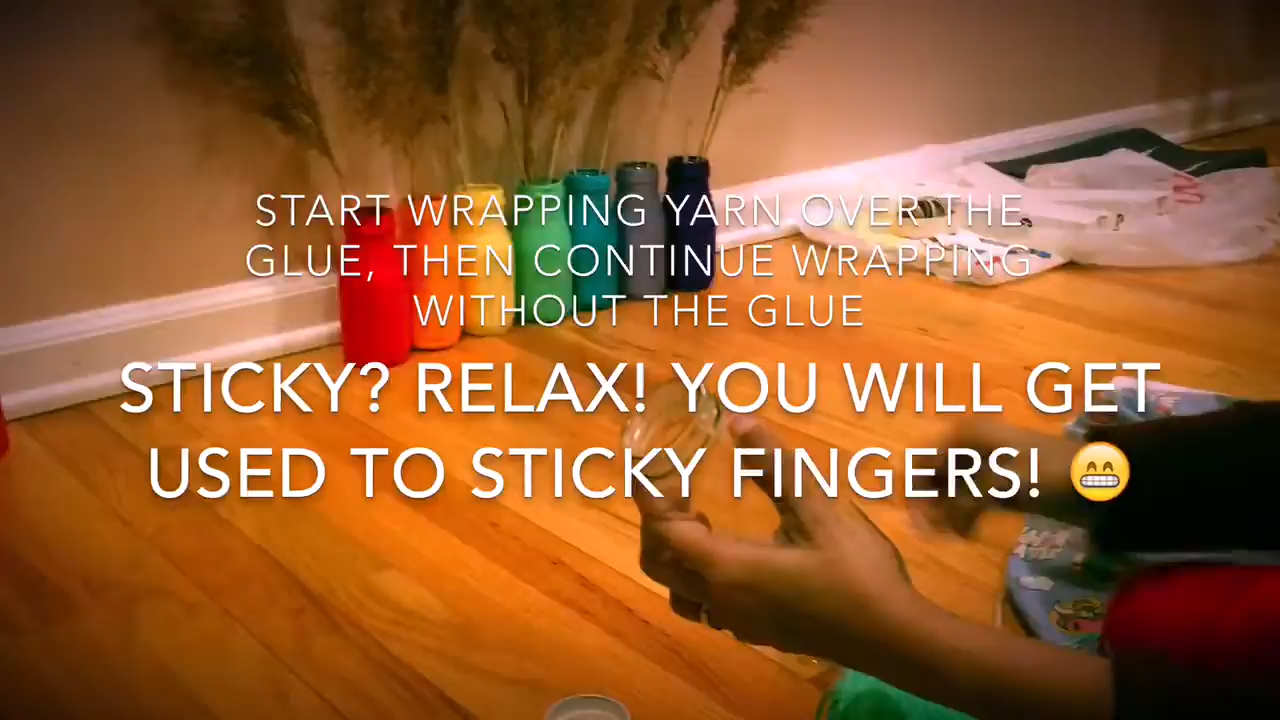 START WRAPPING YARN OVER THE
GLUE, THEN CONTINUE WRAPPING
WITHOUT THE GLUE
STICKY? RELAX! YOU WILL GET
USED TO STICKY FINGERS! 😁